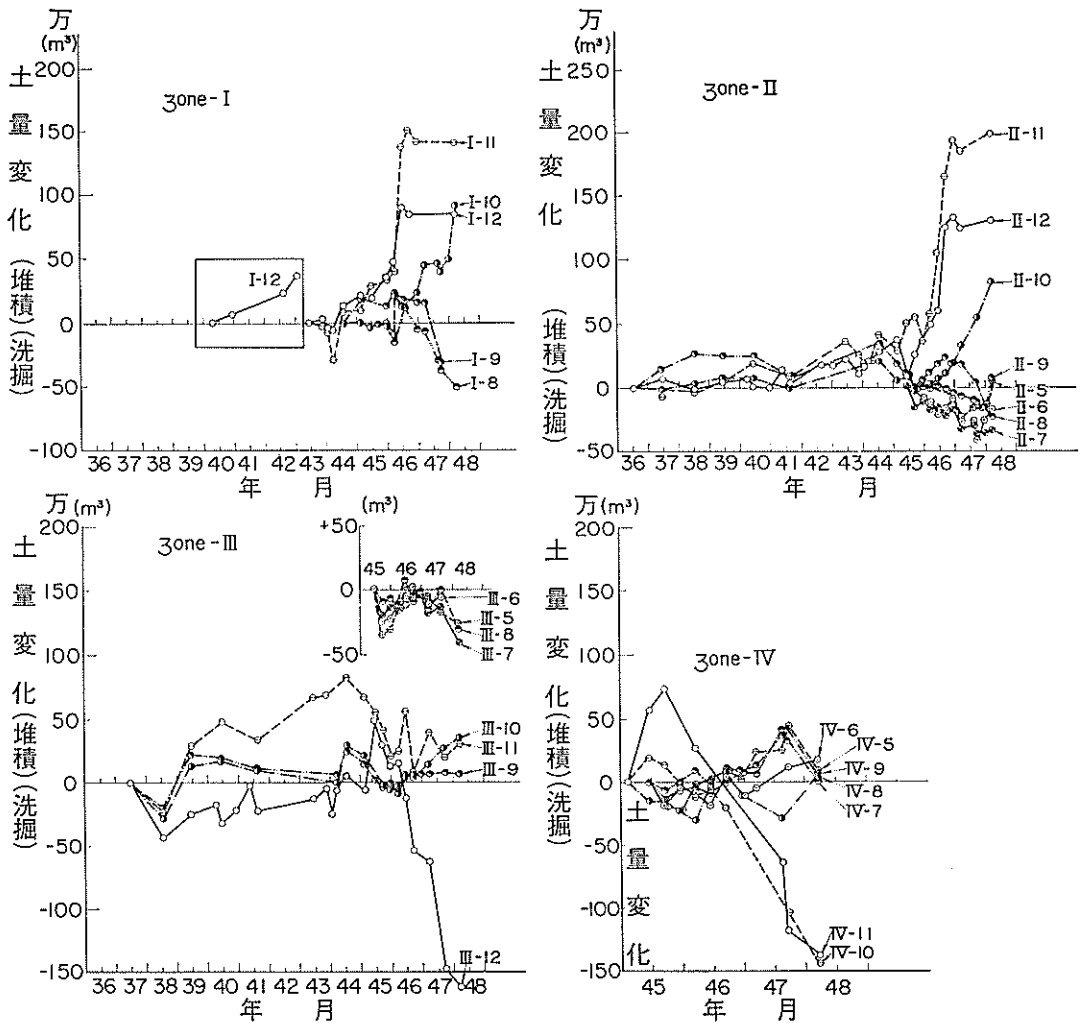 万
(m³)
土量変化(堆積)(洗掘)
200
150
100
50
0
-50
-100
zone-I
I-12
I-11
I-10
I-12
I-9
I-8
36 37 38 39 40 42 43 44 45 46 47 48
年 月
万
(m³)
土量変化(堆積)(洗掘)
250
200
150
100
50
0
-50
zone-II
II-11
II-12
II-10
II-9
II-5
II-6
II-8
II-7
36 37 38 39 40 41 42 43 44 45 46 47 48
年 月
万(m³)
土量変化(堆積)(洗掘)
200
150
100
50
0
-50
-100
-150
zone-III
(m³)
+50
0
-50
45 46 47 48
III-6
III-5
III-8
III-7
III-10
III-11
III-9
III-12
36 37 38 39 40 41 42 43 44 45 46 47 48
年 月
万(m³)
土量変化(堆積)(洗掘)
土量変化
200
150
100
50
0
-50
-100
-150
zone-IV
IV-6
IV-5
IV-9
IV-8
IV-7
IV-11
IV-10
45 46 47 48
年 月